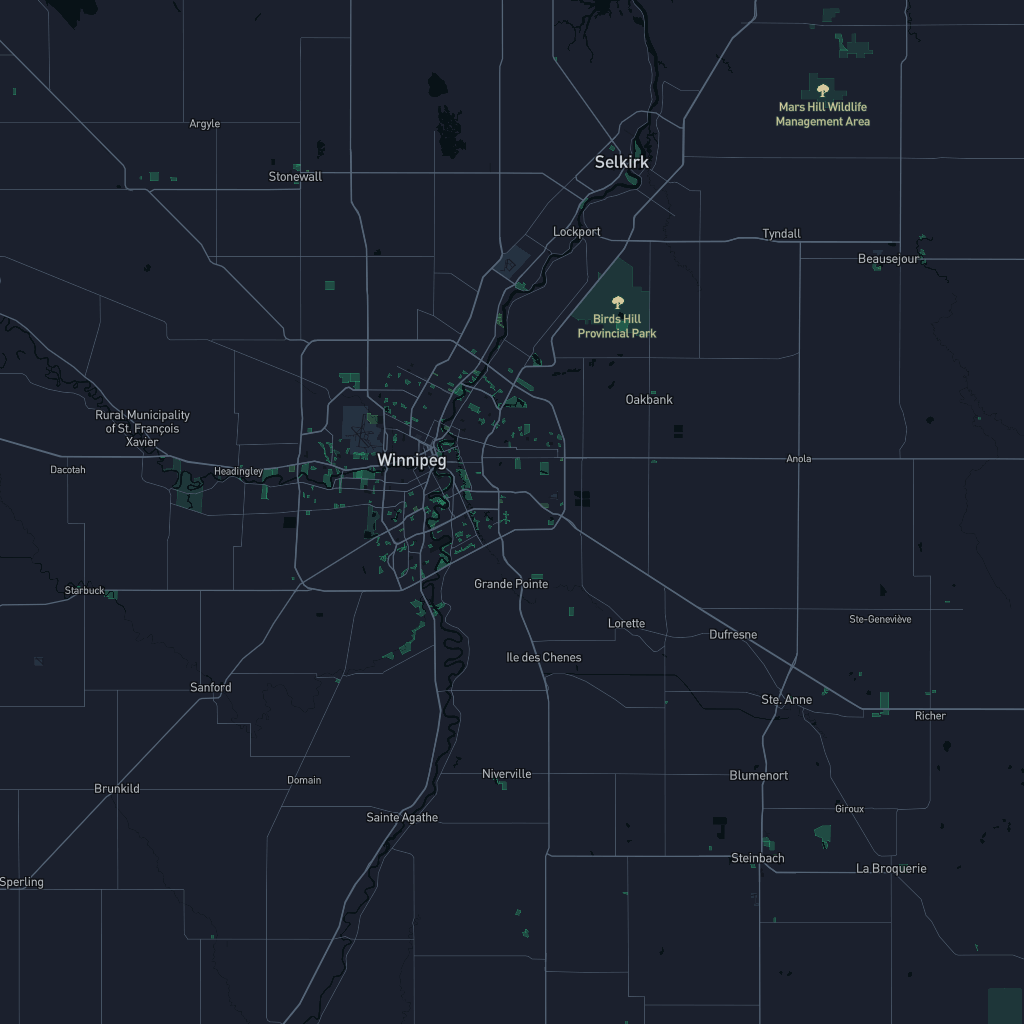 Mars Hill Wildlife
Management Area
Argyle
Selkirk
Stonewall
Lockport
Tyndall
Beausejour
Birds Hill
Provincial Park
Oakbank
Rural Municipality
of St. François
Xavier
Winnipeg
Anola
Dacotah
Headingley
Grande Pointe
Starbuck
Lorette
Ste-Geneviève
Dufresne
Ile des Chenes
Sanford
Ste. Anne
Richer
Niverville
Blumenort
Domain
Brunkild
Giroux
Sainte Agathe
Steinbach
La Broquerie
Sperling